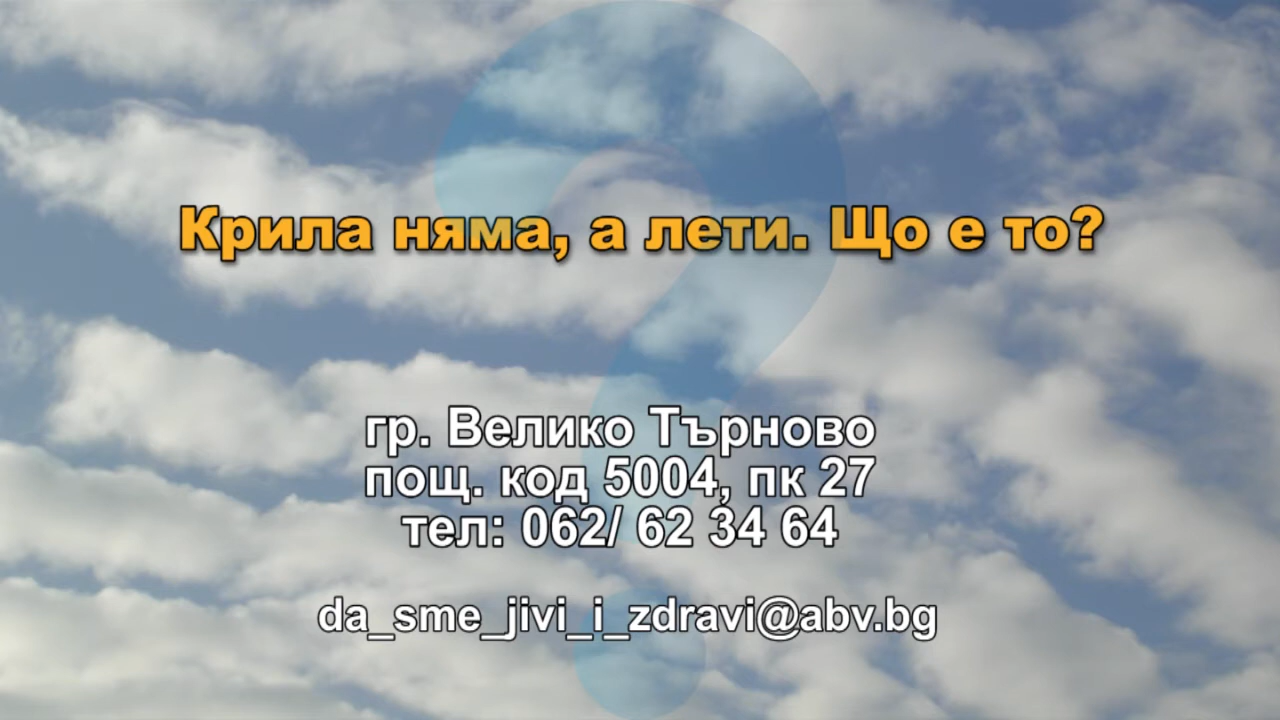 Крила няма, а лети. Що е то?
гр. Велико Търново
пощ. код 5004, пк 27
тел: 062/ 62 34 64
da_sme_jivi_i_zdravi@abv.bg